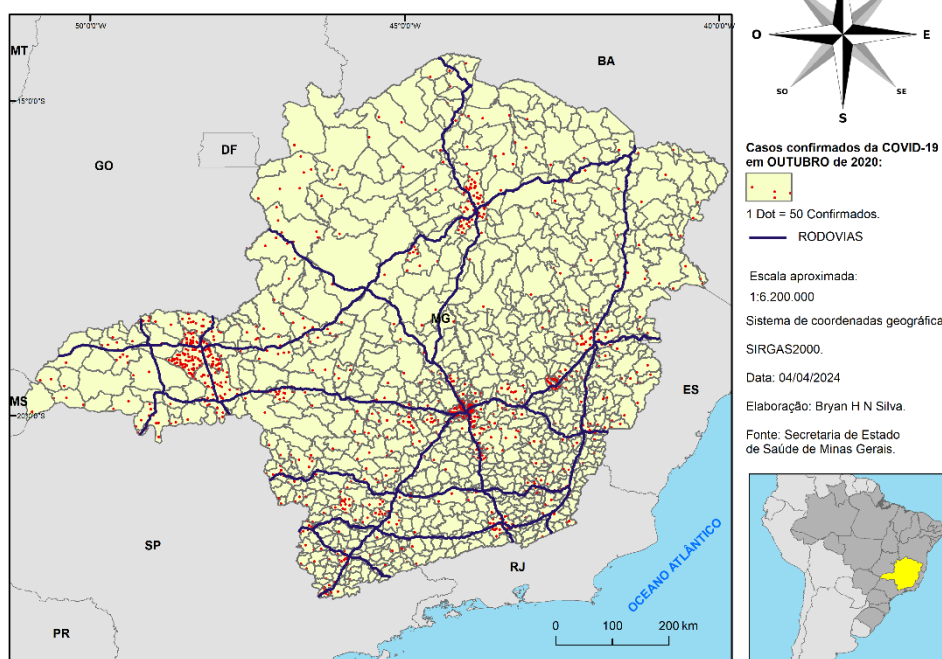 50°0'0"W
45°0'0"W
40°0'0"W
MT
BA
15°0'0"S
DF
GO
MG
MS
20°0'0"S
ES
SP
RJ
PR
OCEANO ATLÂNTICO
0 100 200 km
O
E
SO
SE
S
Casos confirmados da COVID-19
em OUTUBRO de 2020:
1 Dot = 50 Confirmados.
RODOVIAS
Escala aproximada:
1:6.200.000
Sistema de coordenadas geográfica
SIRGAS2000.
Data: 04/04/2024
Elaboração: Bryan H N Silva.
Fonte: Secretaria de Estado
de Saúde de Minas Gerais.